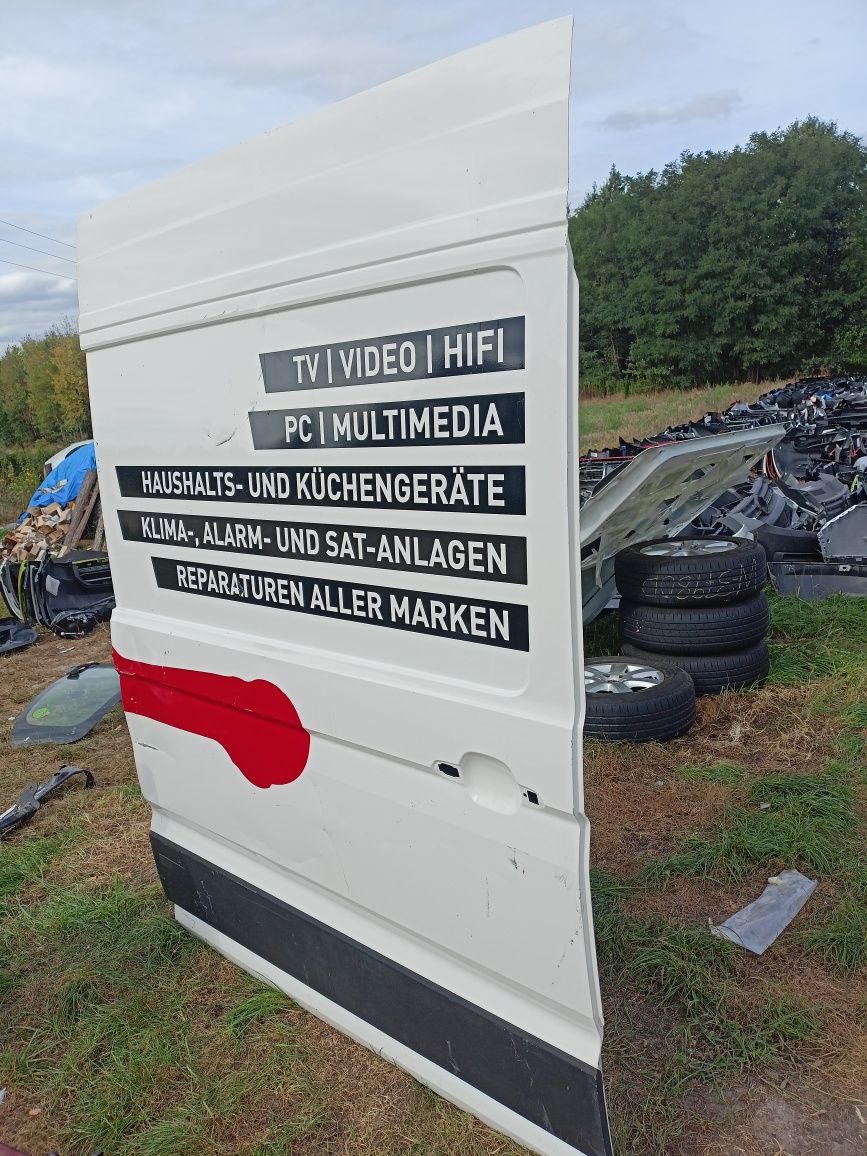 TV | VIDEO | HIFI
PC | MULTIMEDIA
HAUSHALTS- UND KÜCHENGERÄTE
KLIMA-, ALARM- UND SAT-ANLAGEN
REPARATUREN ALLER MARKEN